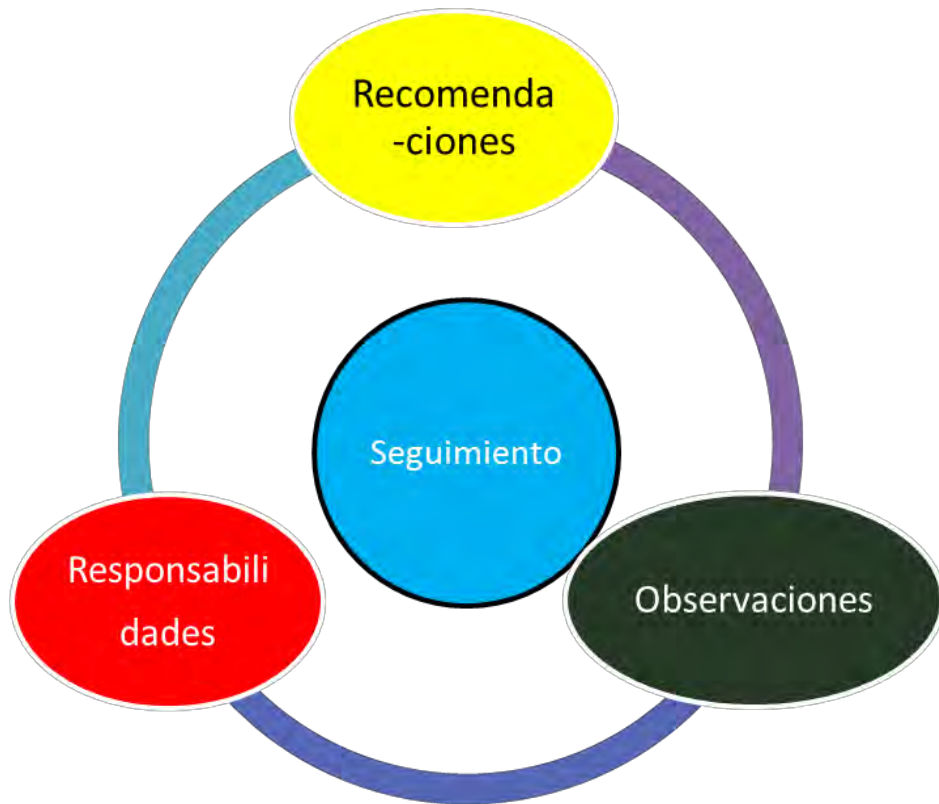 Recomenda
-ciones
Seguimiento
Responsabili
dades
Observaciones